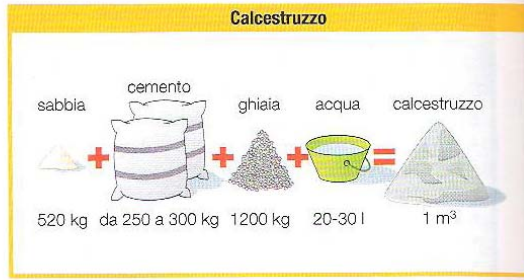 Calcestruzzo
sabbia cemento ghiaia acqua calcestruzzo
520 kg da 250 a 300 kg 1200 kg 20-30 l 1 m³